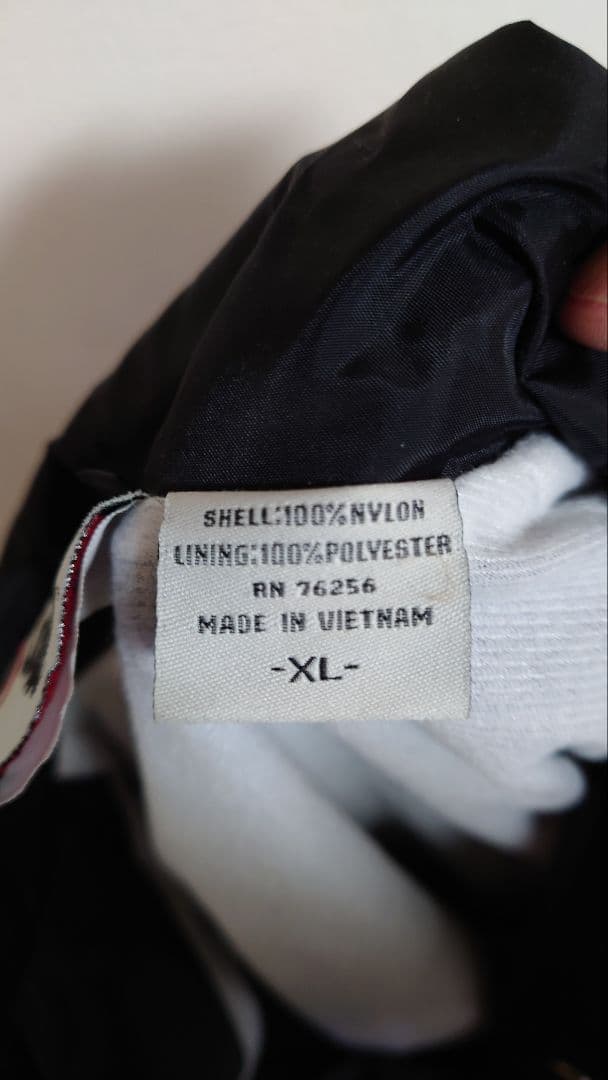 SHELL:100%NYLON
LINING:100%POLYESTER
RN 76256
MADE IN VIETNAM
-XL-